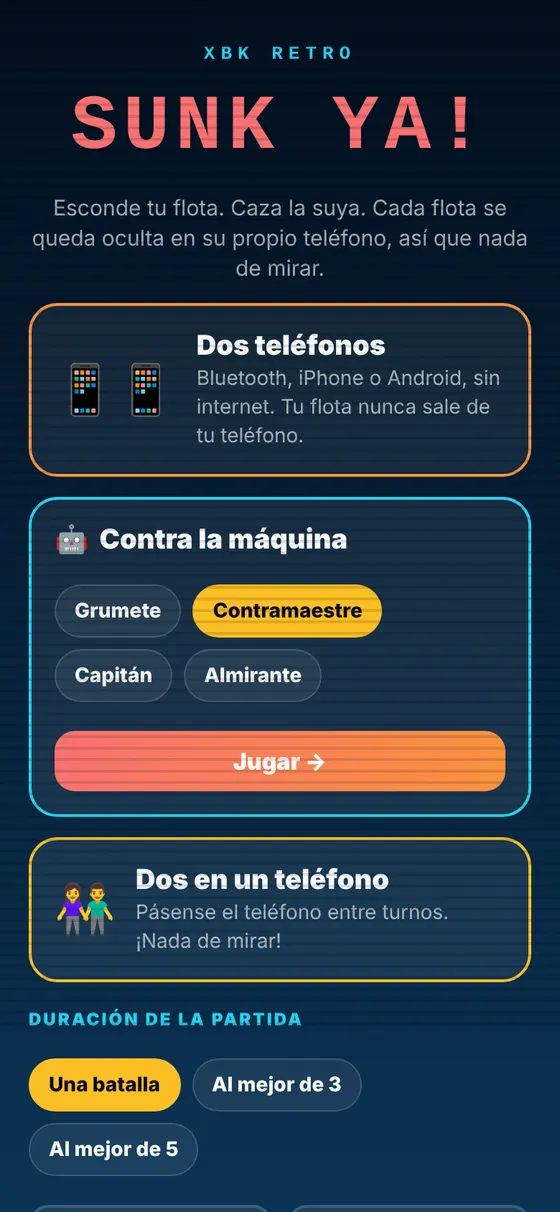 XBK RETRO
SUNK YA!
Esconde tu flota. Caza la suya. Cada flota se
queda oculta en su propio teléfono, así que nada
de mirar.
Dos teléfonos
Bluetooth, iPhone o Android, sin
internet. Tu flota nunca sale de
tu teléfono.
Contra la máquina
Grumete
Contramaestre
Capitán
Almirante
Jugar →
Dos en un teléfono
Pásense el teléfono entre turnos.
¡Nada de mirar!
DURACIÓN DE LA PARTIDA
Una batalla
Al mejor de 3
Al mejor de 5